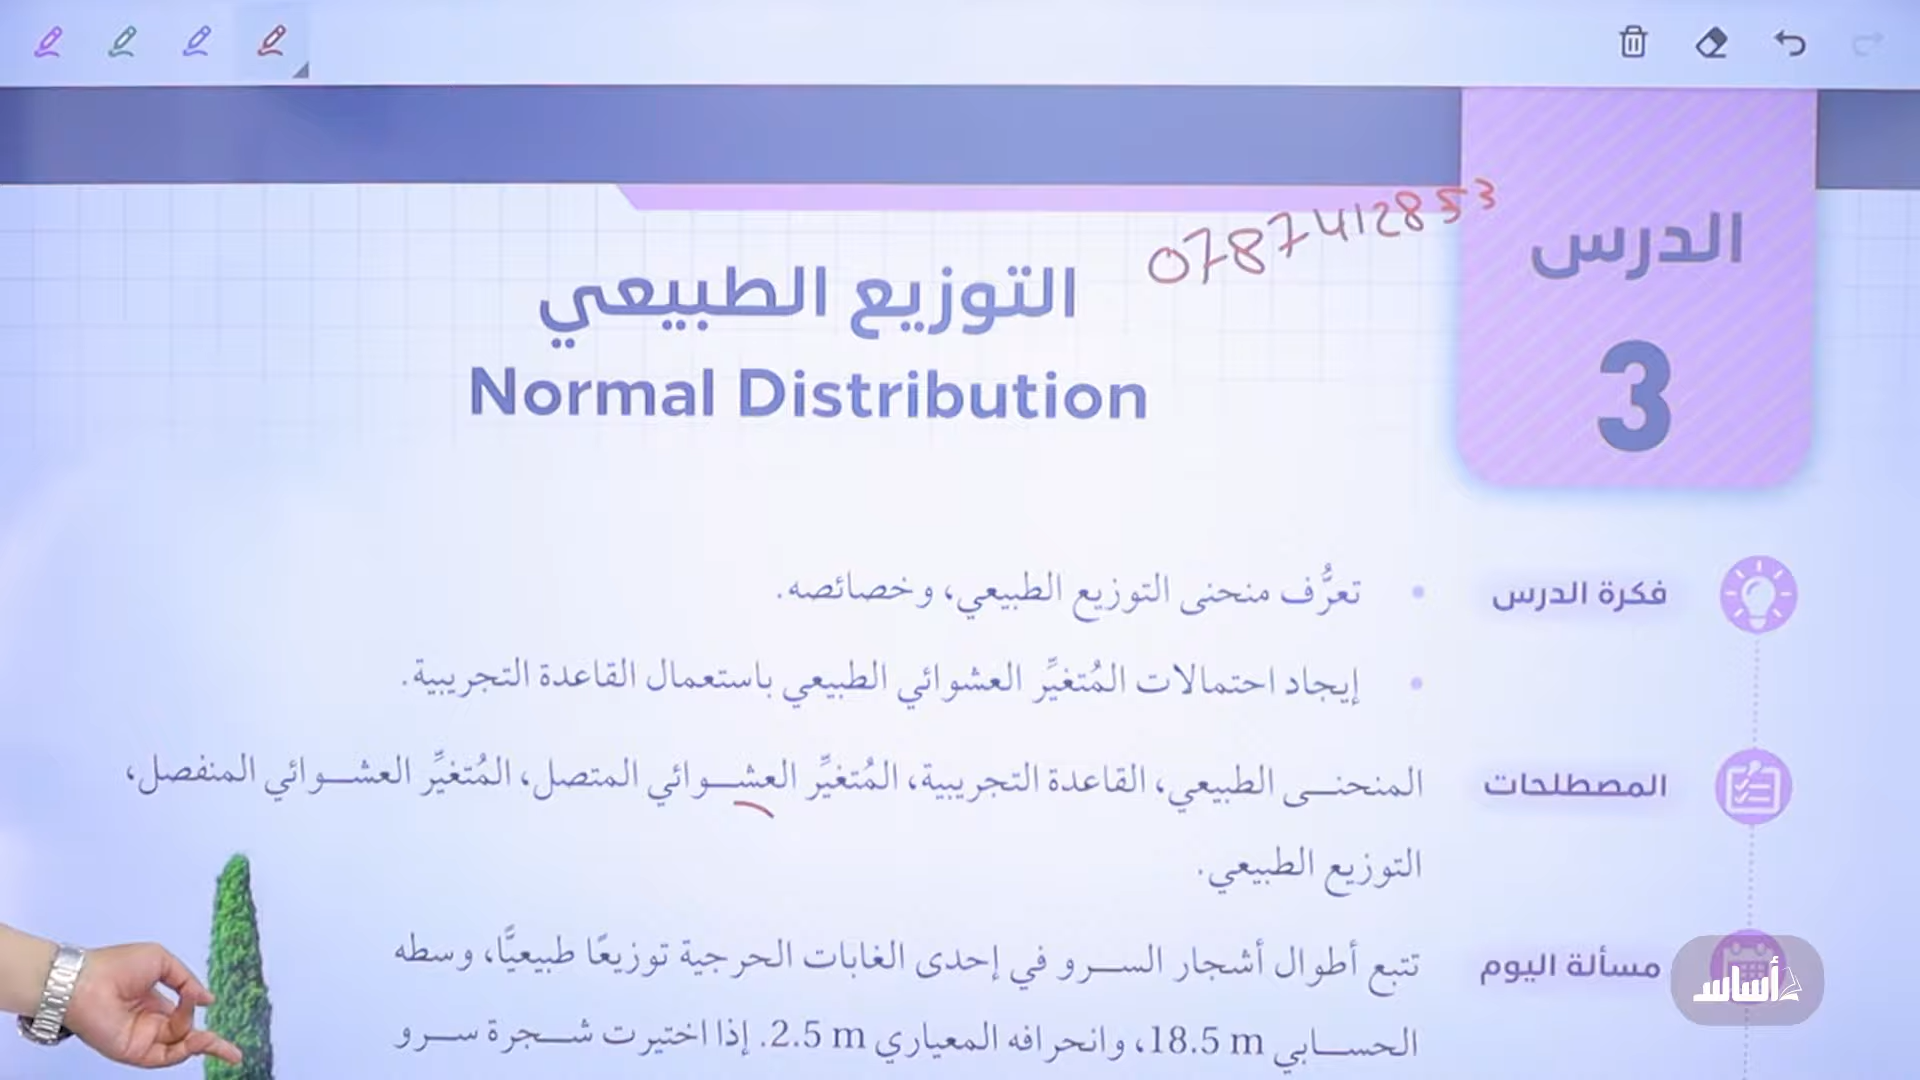 0787412853
الدرس
3
التوزيع الطبيعي
Normal Distribution
فكرة الدرس
• تعرُّف منحنى التوزيع الطبيعي، وخصائصه.
• إيجاد احتمالات المُتغيِّر العشوائي الطبيعي باستعمال القاعدة التجريبية.
المصطلحات
المنحنى الطبيعي، القاعدة التجريبية، المُتغيِّر العشوائي المتصل، المُتغيِّر العشوائي المنفصل،
التوزيع الطبيعي.
مسألة اليوم
تتبع أطوال أشجار السرو في إحدى الغابات الحرجية توزيعًا طبيعيًّا، وسطه
الحسابي 18.5 m، وانحرافه المعياري 2.5 m. إذا اختيرت شجرة سرو
أساس